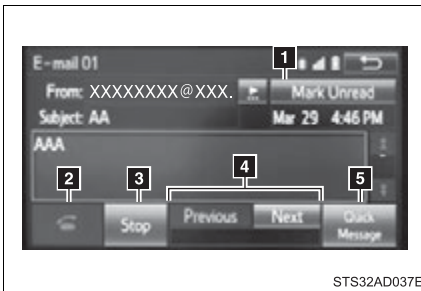 E-mail 01
1
From: XXXXXXXX@XXX.
Mark Unread
Subject: AA
Mar 29 4:46 PM
AAA
2
3
4
5
Stop
Previous
Next
Quick
Message
STS32AD037E